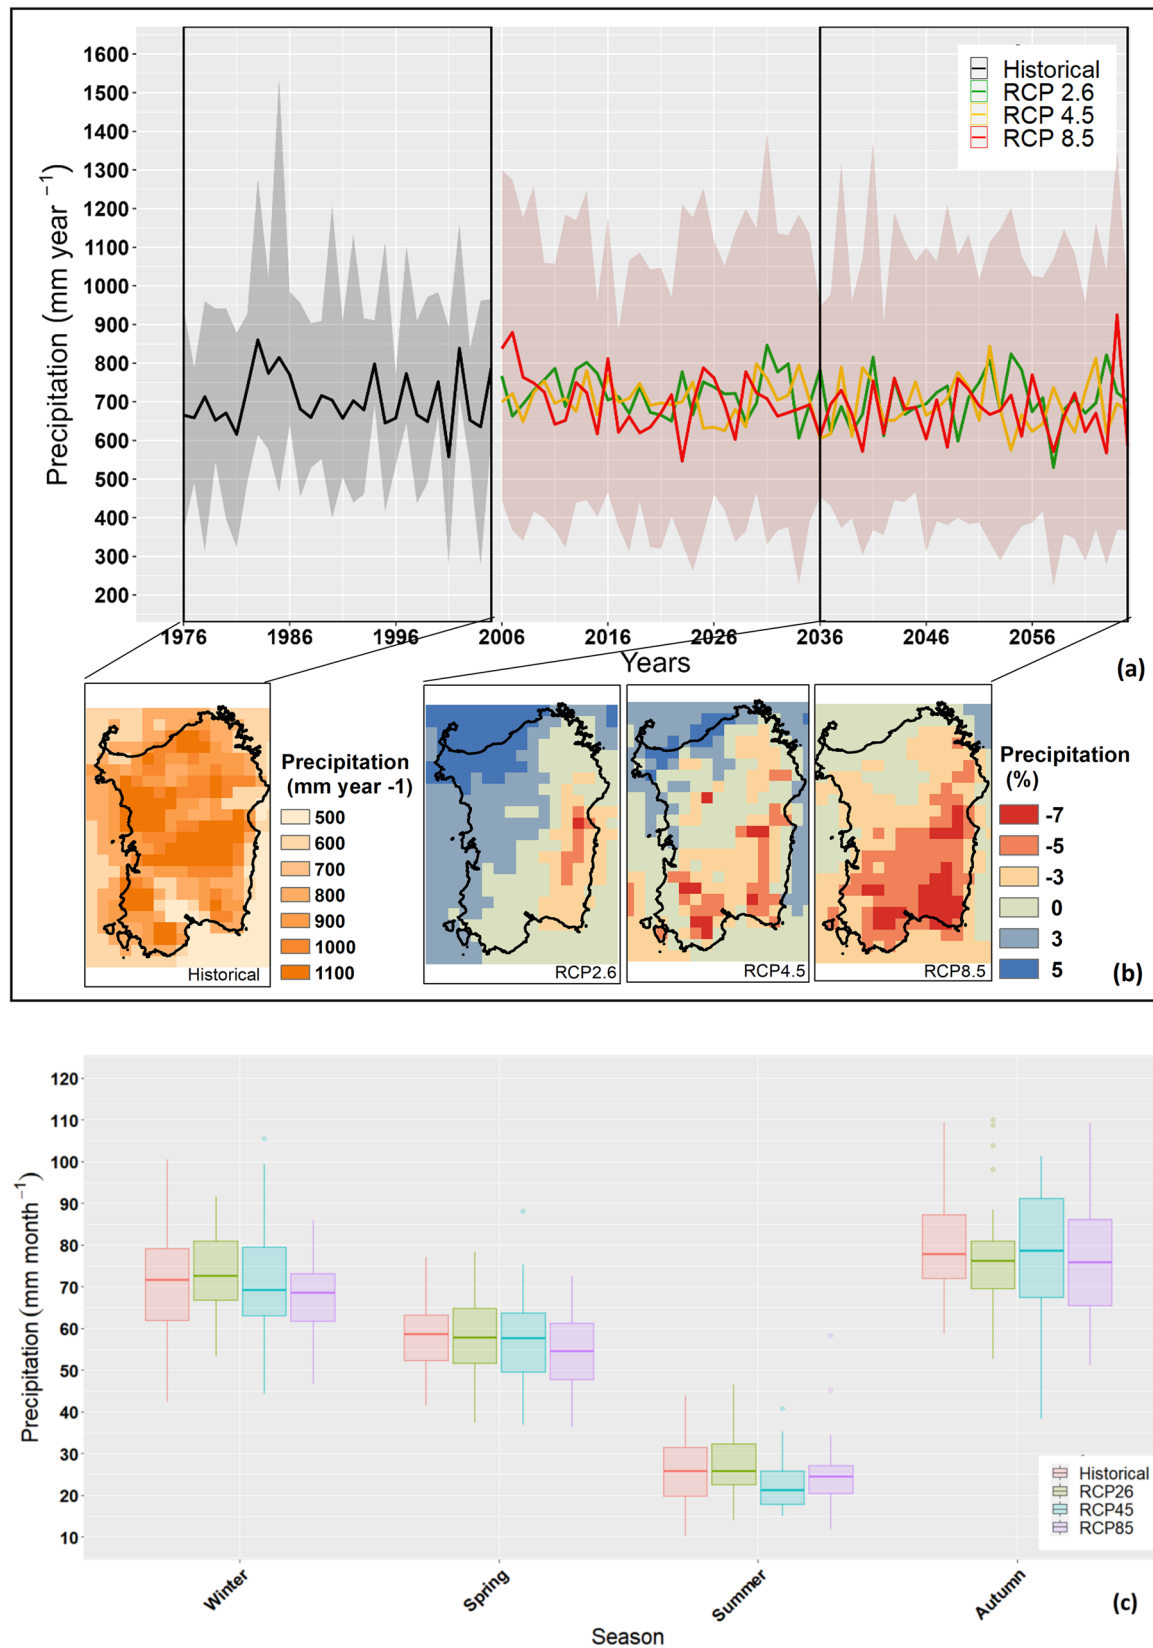 1600
1500
1400
1300
1200
1100
1000
900
800
700
600
500
400
300
200
Precipitation (mm year ⁻¹)
Historical
RCP 2.6
RCP 4.5
RCP 8.5
1976 1986 1996 2006 2016 2026 2036 2046 2056
Years
(a)
Historical
Precipitation
(mm year -1)
500
600
700
800
900
1000
1100
RCP2.6
RCP4.5
RCP8.5
Precipitation
(%)
-7
-5
-3
0
3
5
(b)
120
110
100
90
80
70
60
50
40
30
20
10
Precipitation (mm month⁻¹)
Historical
RCP26
RCP45
RCP85
Winter Spring Summer Autumn
Season
(c)